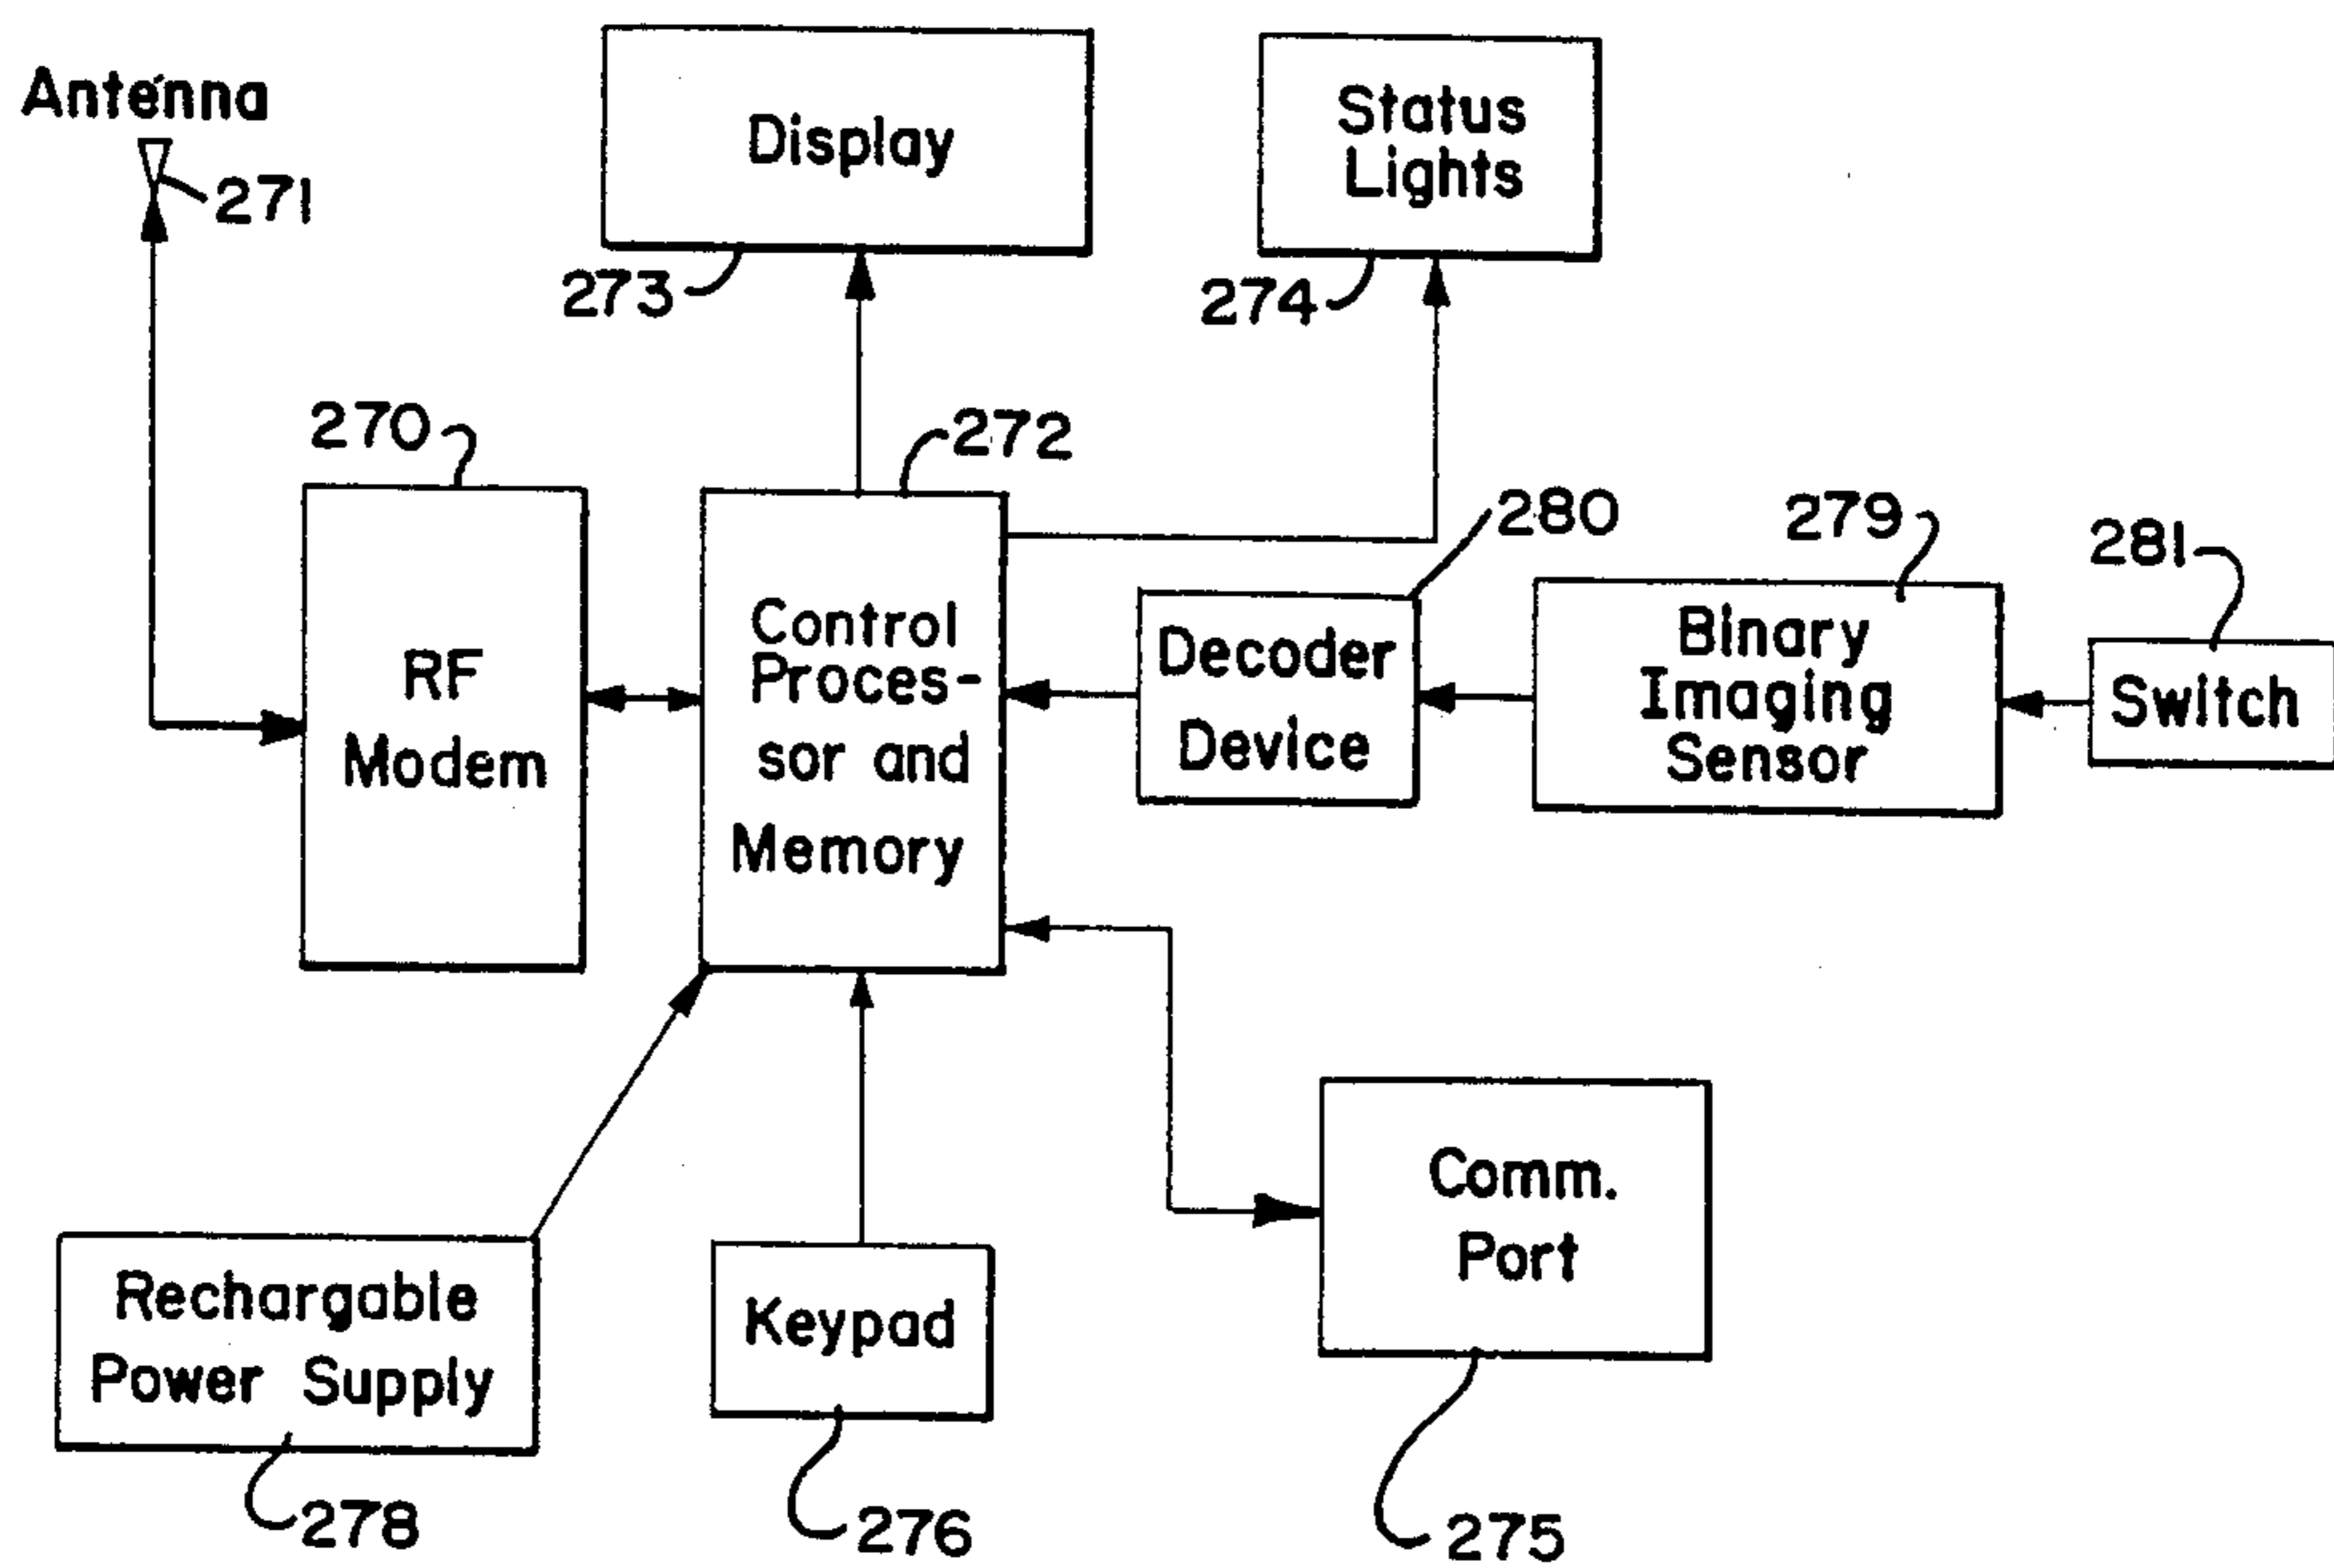 Antenna
271
Display
273
Status
Lights
274
270
RF
Modem
272
Control
Proces-
sor and
Memory
280
Decoder
Device
279
Binary
Imaging
Sensor
281
Switch
Rechargable
Power Supply
278
Keypad
276
Comm.
Port
275